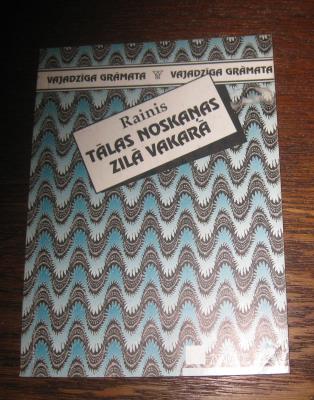 VAJADZĪGA GRĀMATA VAJADZĪGA GRĀMATA
Rainis
TĀLAS NOSKAŅAS
ZILĀ VAKARĀ